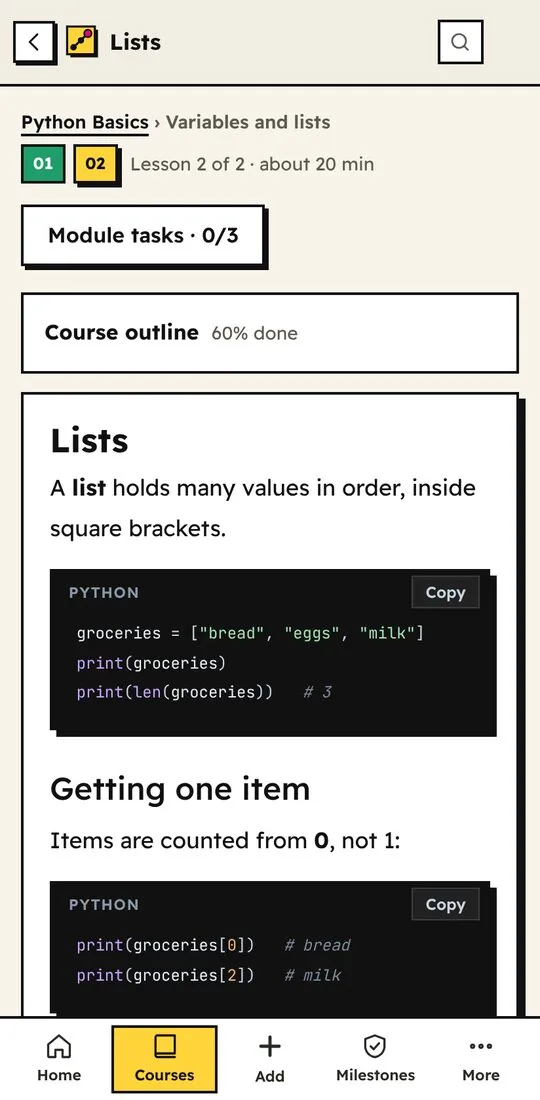 Lists
Python Basics › Variables and lists
01 02 Lesson 2 of 2 · about 20 min
Module tasks · 0/3
Course outline 60% done
Lists
A list holds many values in order, inside
square brackets.
PYTHON Copy
groceries = ["bread", "eggs", "milk"]
print(groceries)
print(len(groceries))   # 3
Getting one item
Items are counted from 0, not 1:
PYTHON Copy
print(groceries[0])   # bread
print(groceries[2])   # milk
Home Courses Add Milestones More